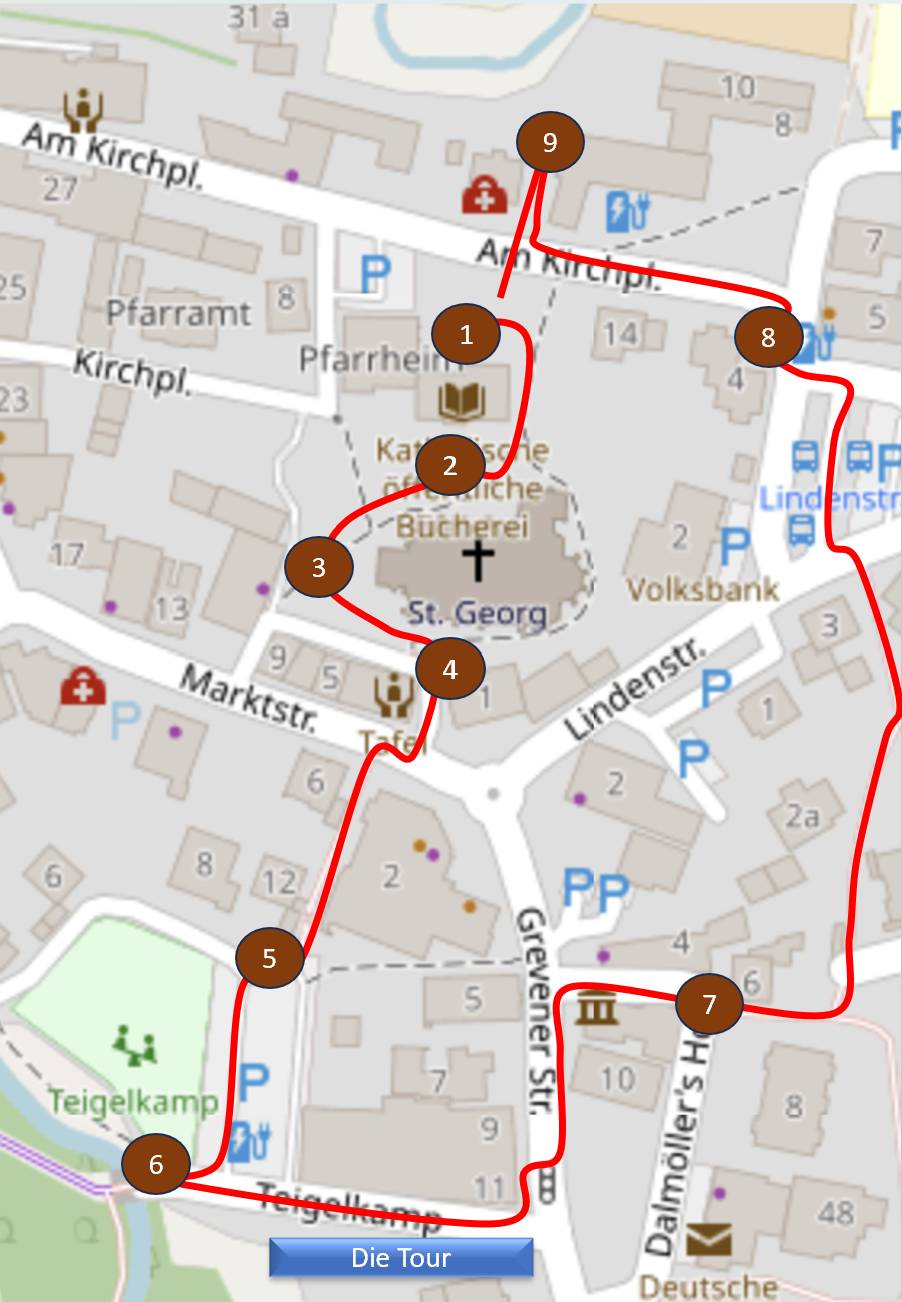 31 a
10
8
9
Am Kirchpl.
27
7
Am Kirchpl.
P
25
8
5
Pfarramt
14
1
8
Pfarrheim
Kirchpl.
4
23
Katholische
2
öffentliche
P
Lindenstr
Bücherei
2
P
17
3
St. Georg
Volksbank
13
3
9
5
4
1
Lindenstr.
P
Marktstr.
1
P
Tafel
P
6
2
2a
8
12
2
6
P
P
Grevener Str.
4
5
6
5
7
P
7
10
8
Teigelkamp
9
6
11
Teigelkamp
Dalmöller's
48
Die Tour
Deutsche